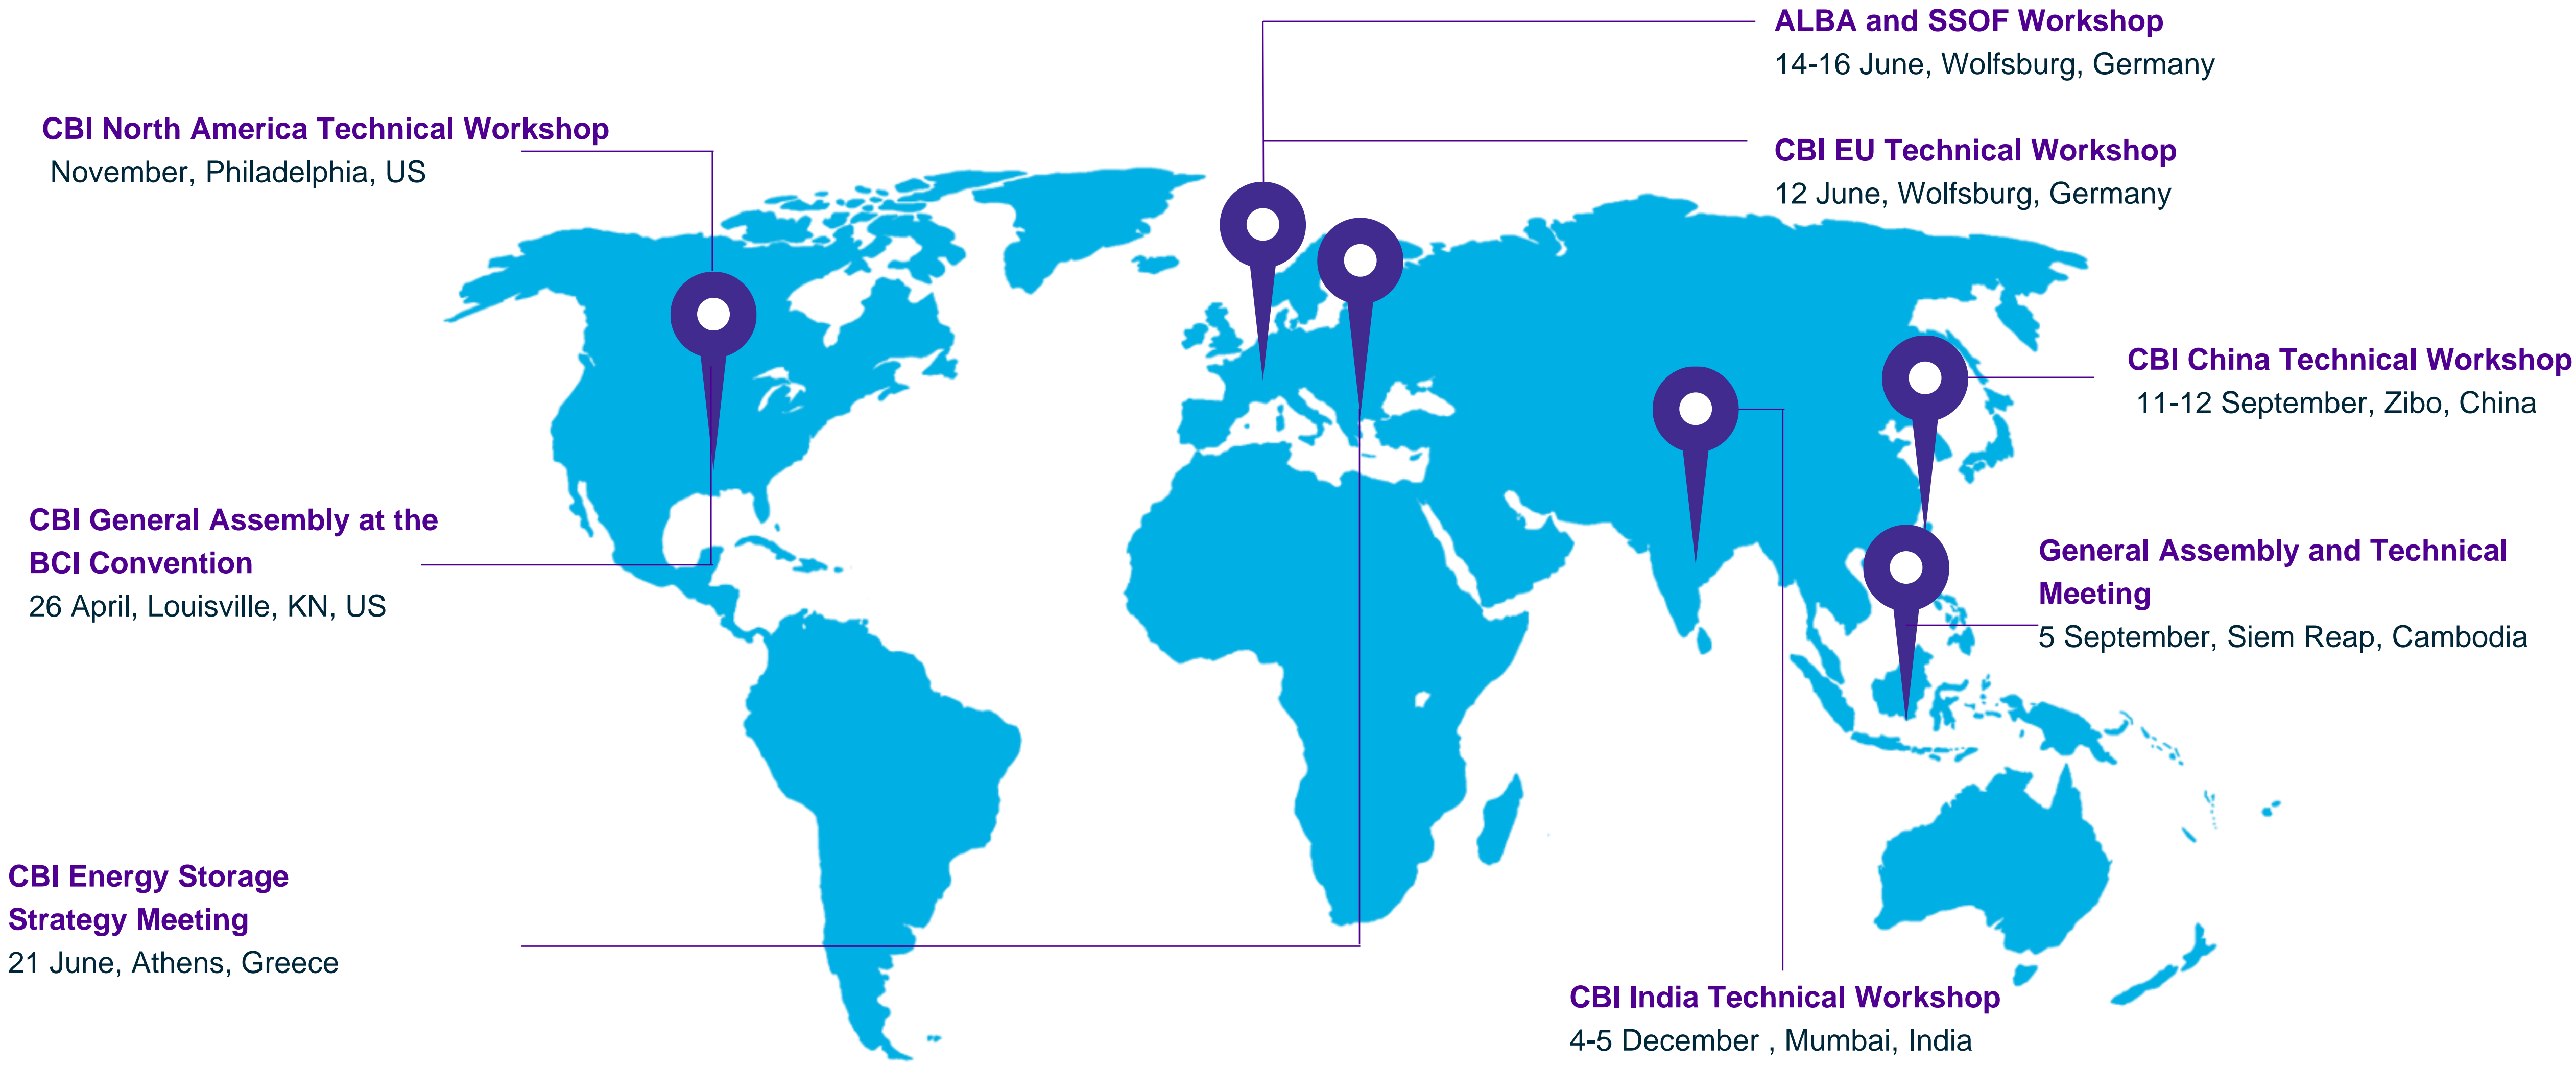 ALBA and SSOF Workshop
14-16 June, Wolfsburg, Germany
CBI North America Technical Workshop
November, Philadelphia, US
CBI EU Technical Workshop
12 June, Wolfsburg, Germany
CBI China Technical Workshop
11-12 September, Zibo, China
CBI General Assembly at the
BCI Convention
26 April, Louisville, KN, US
General Assembly and Technical
Meeting
5 September, Siem Reap, Cambodia
CBI Energy Storage
Strategy Meeting
21 June, Athens, Greece
CBI India Technical Workshop
4-5 December , Mumbai, India